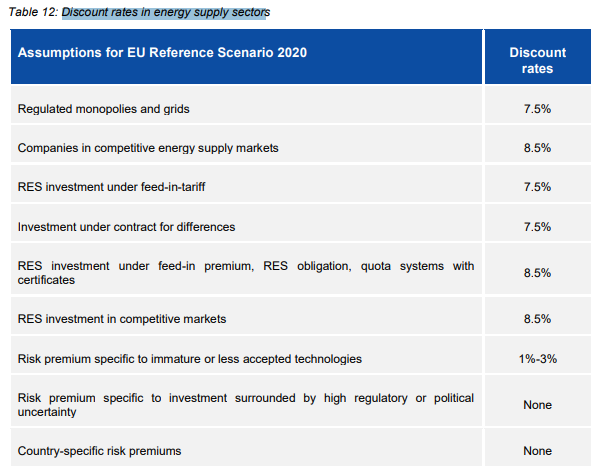 Table 12: Discount rates in energy supply sectors
Assumptions for EU Reference Scenario 2020
Discount
rates
Regulated monopolies and grids
7.5%
Companies in competitive energy supply markets
8.5%
RES investment under feed-in-tariff
7.5%
Investment under contract for differences
7.5%
RES investment under feed-in premium, RES obligation, quota systems with
certificates
8.5%
RES investment in competitive markets
8.5%
Risk premium specific to immature or less accepted technologies
1%-3%
Risk premium specific to investment surrounded by high regulatory or political
uncertainty
None
Country-specific risk premiums
None